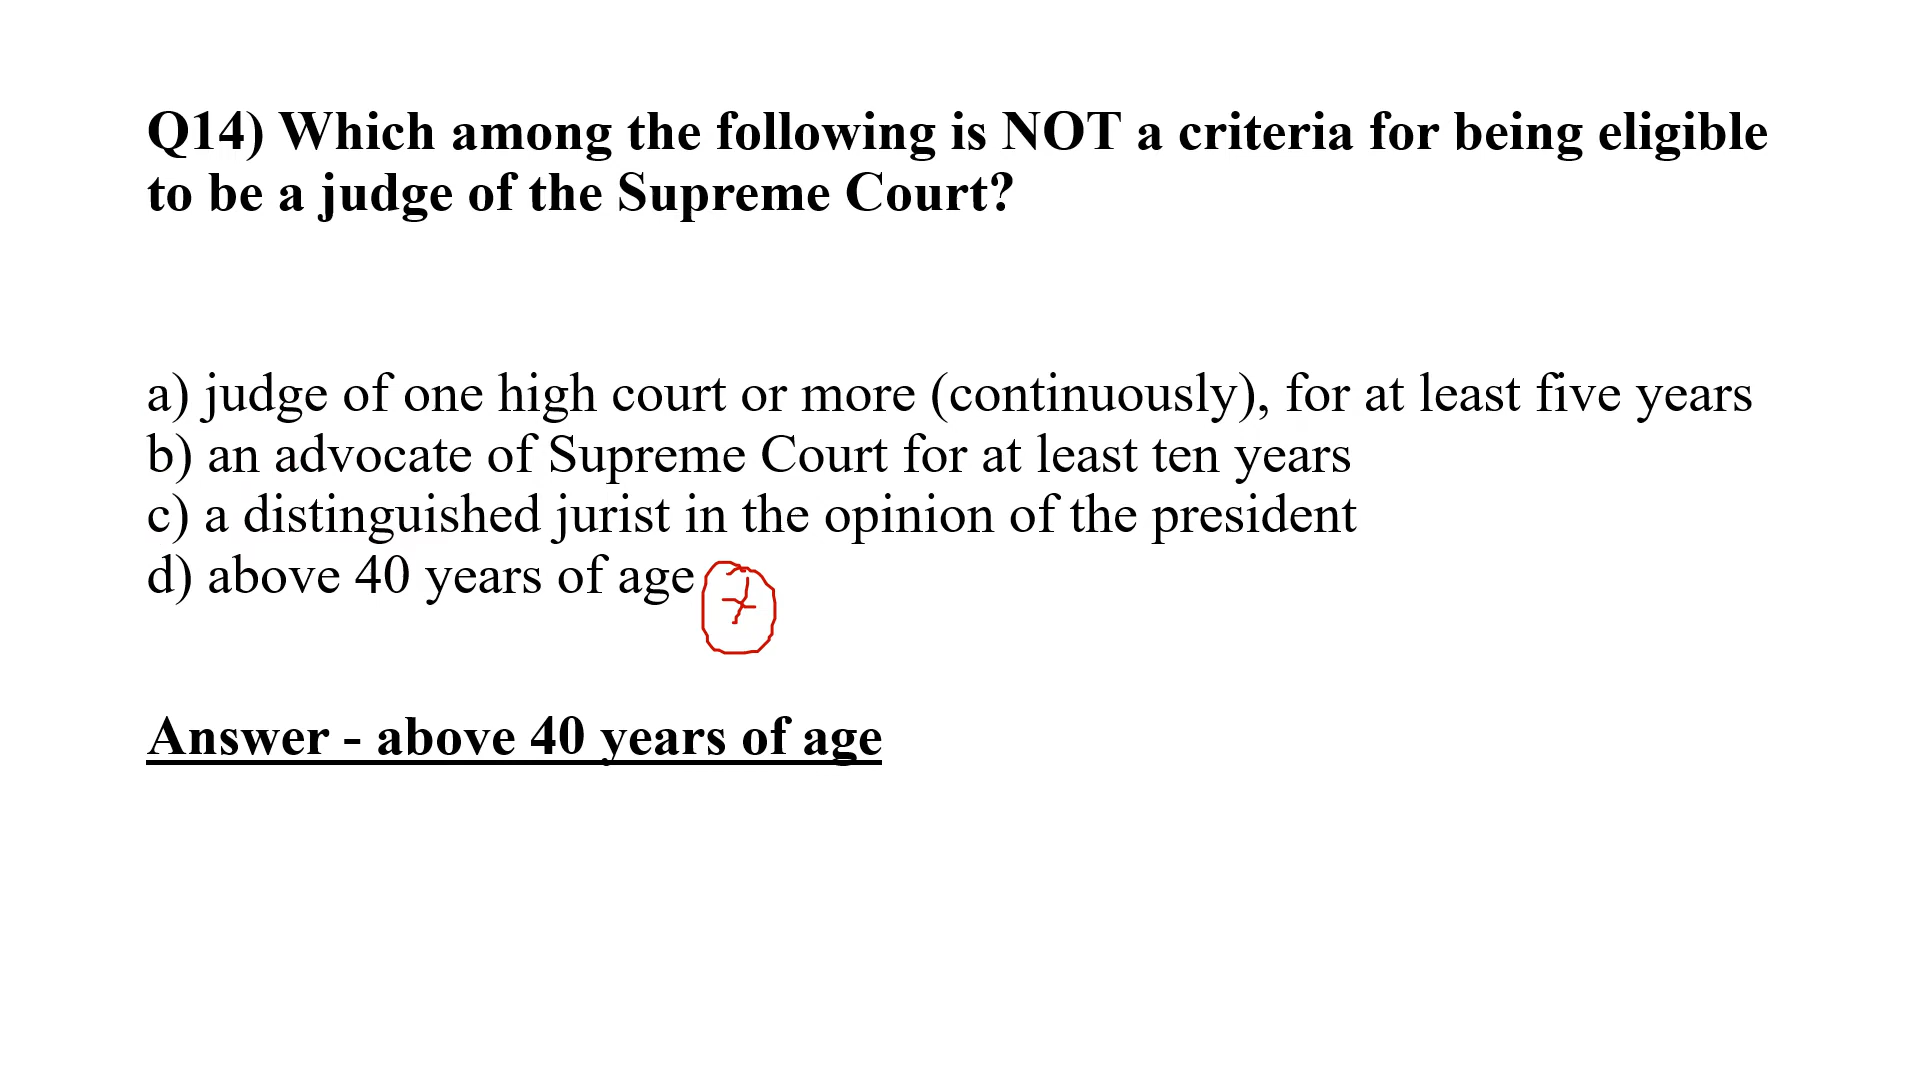 Q14) Which among the following is NOT a criteria for being eligible
to be a judge of the Supreme Court?
a) judge of one high court or more (continuously), for at least five years
b) an advocate of Supreme Court for at least ten years
c) a distinguished jurist in the opinion of the president
d) above 40 years of age
Answer - above 40 years of age